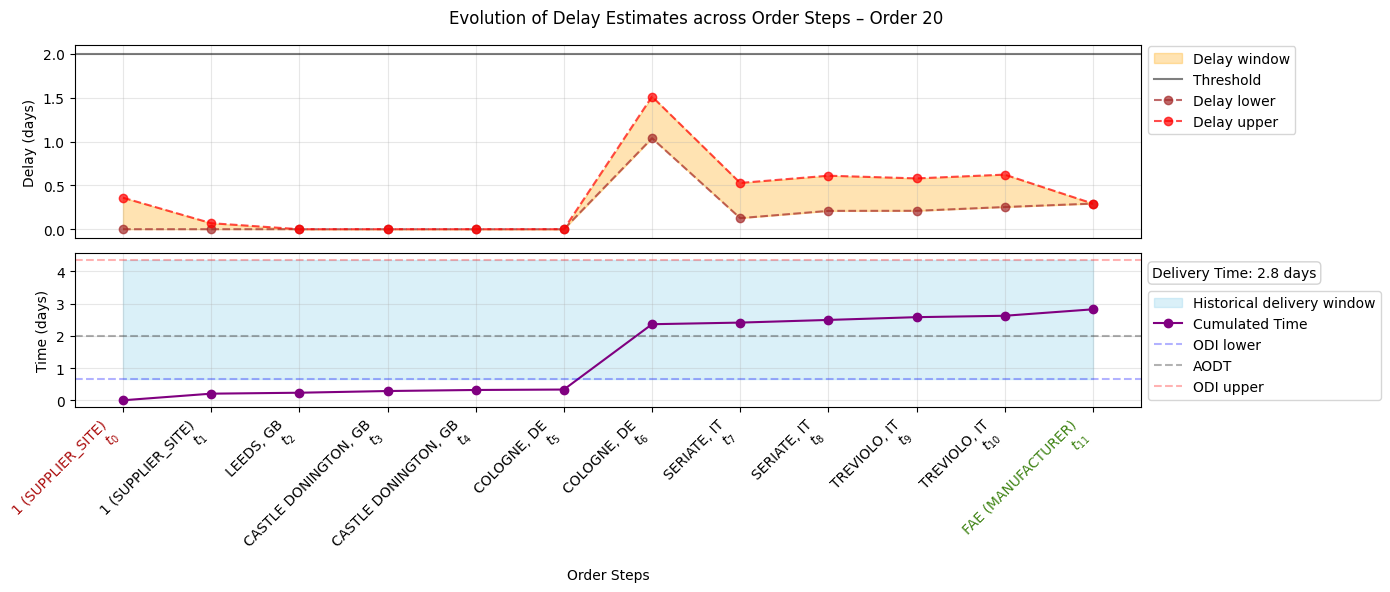 Evolution of Delay Estimates across Order Steps – Order 20
Delay (days)
2.0
1.5
1.0
0.5
0.0
Delay window
Threshold
Delay lower
Delay upper
Time (days)
4
3
2
1
0
Delivery Time: 2.8 days
Historical delivery window
Cumulated Time
ODI lower
AODT
ODI upper
1 (SUPPLIER_SITE)
t0
1 (SUPPLIER_SITE)
t1
LEEDS, GB
t2
CASTLE DONINGTON, GB
t3
CASTLE DONINGTON, GB
t4
COLOGNE, DE
t5
COLOGNE, DE
t6
SERIATE, IT
t7
SERIATE, IT
t8
TREVIOLO, IT
t9
TREVIOLO, IT
t10
FAE (MANUFACTURER)
t11
Order Steps